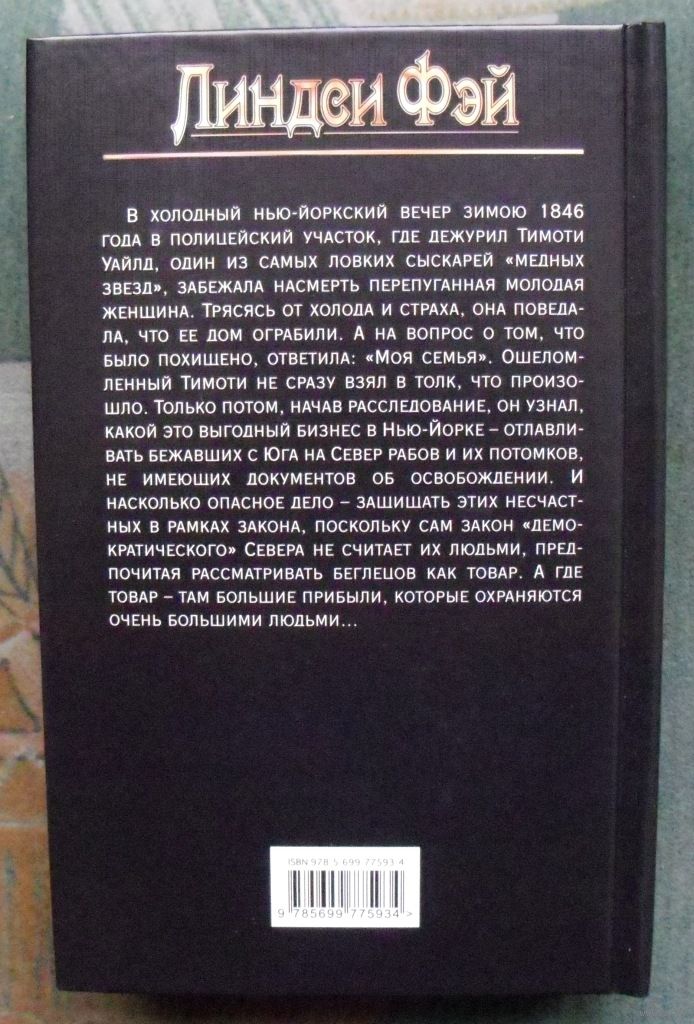 Линдси Фэй
В холодный нью-йоркский вечер зимою 1846
года в полицейский участок, где дежурил Тимоти
Уайлд, один из самых ловких сыскарей «медных
звезд», забежала насмерть перепуганная молодая
женщина. Трясясь от холода и страха, она поведа-
ла, что ее дом ограбили. А на вопрос о том, что
было похищено, ответила: «Моя семья». Ошелом-
ленный Тимоти не сразу взял в толк, что произо-
шло. Только потом, начав расследование, он узнал,
какой это выгодный бизнес в Нью-Йорке – отлавли-
вать бежавших с Юга на Север рабов и их потомков,
не имеющих документов об освобождении. И
насколько опасное дело – защищать этих несчаст-
ных в рамках закона, поскольку сам закон «демо-
кратического» Севера не считает их людьми, пред-
почитая рассматривать беглецов как товар. А где
товар – там большие прибыли, которые охраняются
очень большими людьми...
ISBN 978 5 699 77593 4
9 785699 775934 >